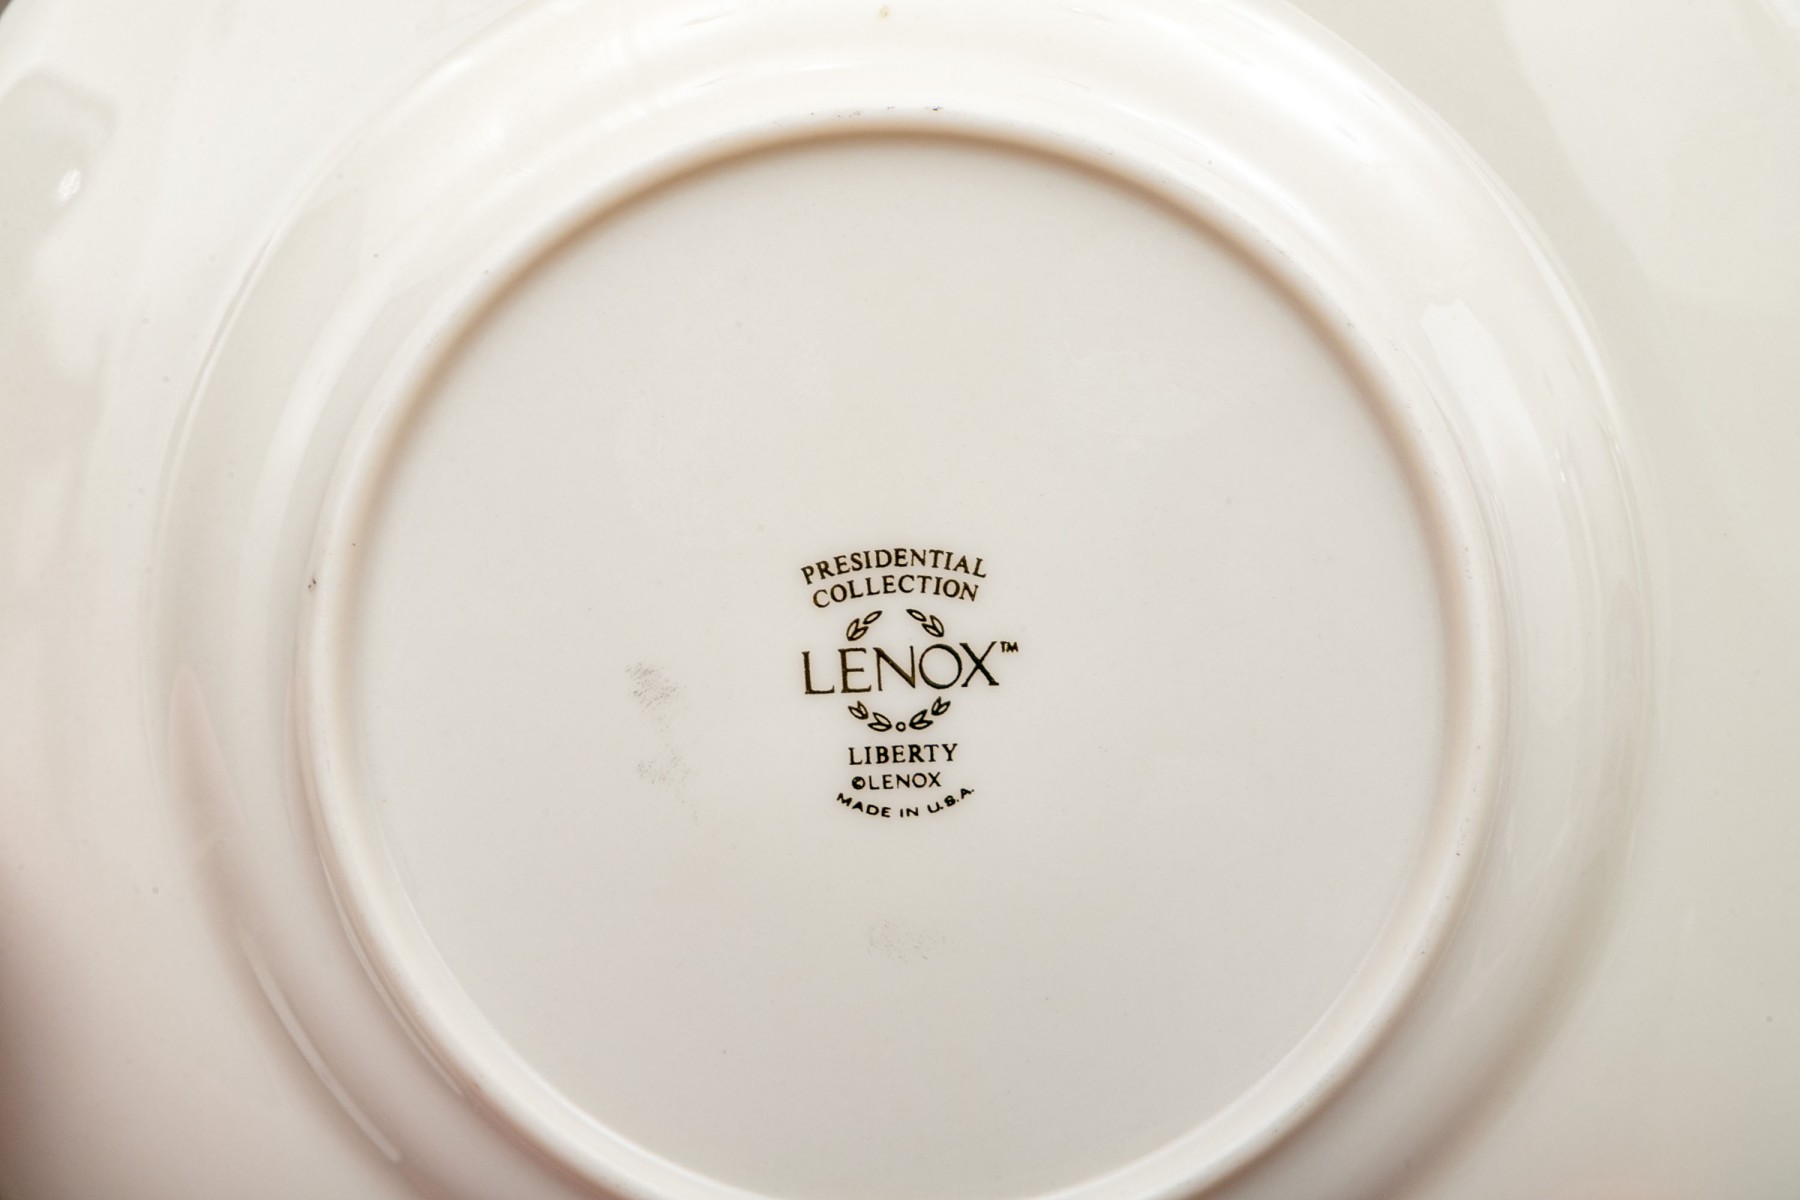 PRESIDENTIAL
COLLECTION
LENOX™
LIBERTY
©LENOX
MADE IN U.S.A.